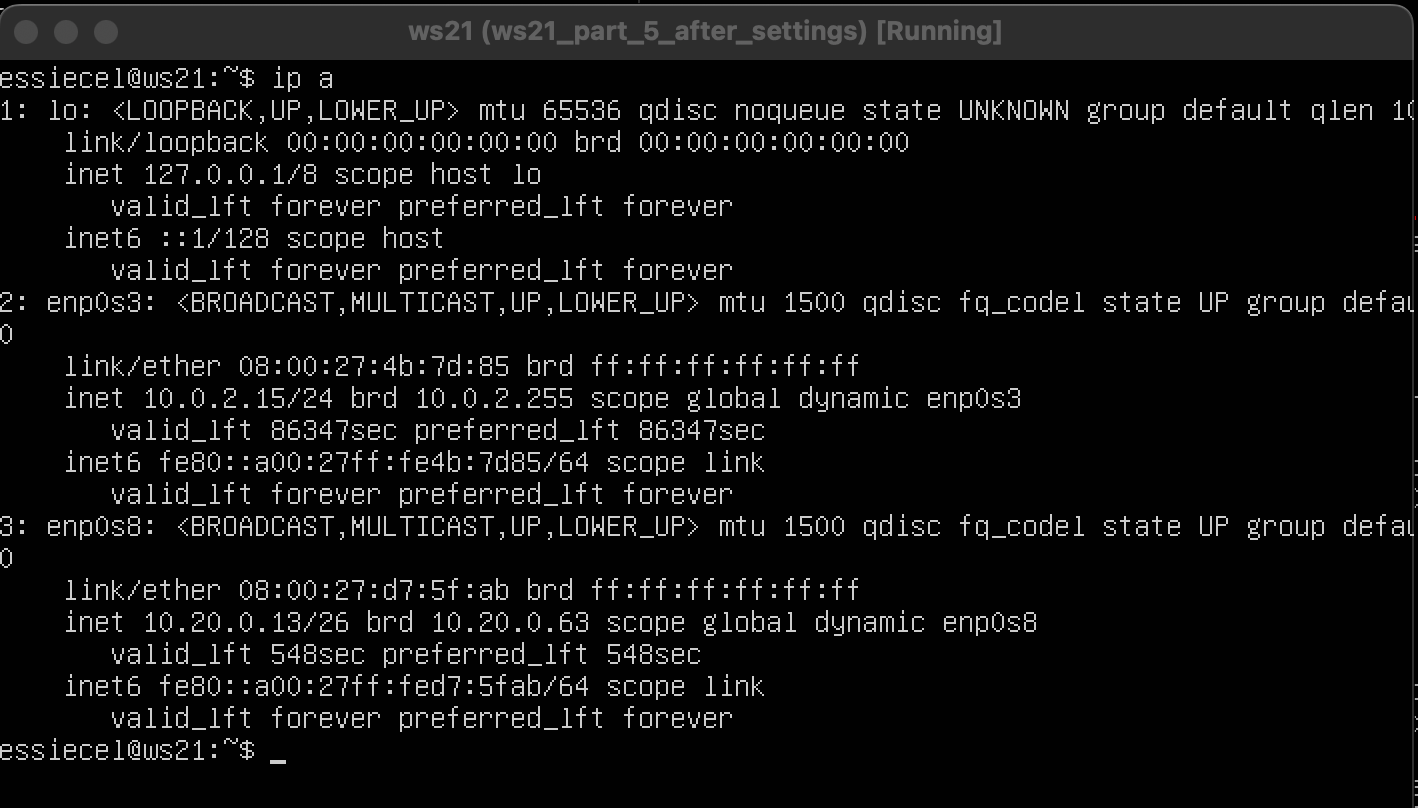 ws21 (ws21_part_5_after_settings) [Running]
essiecel@ws21:~$ ip a
1: lo: <LOOPBACK,UP,LOWER_UP> mtu 65536 qdisc noqueue state UNKNOWN group default qlen 10
link/loopback 00:00:00:00:00:00 brd 00:00:00:00:00:00
inet 127.0.0.1/8 scope host lo
valid_lft forever preferred_lft forever
inet6 ::1/128 scope host
valid_lft forever preferred_lft forever
2: enp0s3: <BROADCAST,MULTICAST,UP,LOWER_UP> mtu 1500 qdisc fq_codel state UP group defau
0
link/ether 08:00:27:4b:7d:85 brd ff:ff:ff:ff:ff:ff
inet 10.0.2.15/24 brd 10.0.2.255 scope global dynamic enp0s3
valid_lft 86347sec preferred_lft 86347sec
inet6 fe80::a00:27ff:fe4b:7d85/64 scope link
valid_lft forever preferred_lft forever
3: enp0s8: <BROADCAST,MULTICAST,UP,LOWER_UP> mtu 1500 qdisc fq_codel state UP group defau
0
link/ether 08:00:27:d7:5f:ab brd ff:ff:ff:ff:ff:ff
inet 10.20.0.13/26 brd 10.20.0.63 scope global dynamic enp0s8
valid_lft 548sec preferred_lft 548sec
inet6 fe80::a00:27ff:fed7:5fab/64 scope link
valid_lft forever preferred_lft forever
essiecel@ws21:~$ _